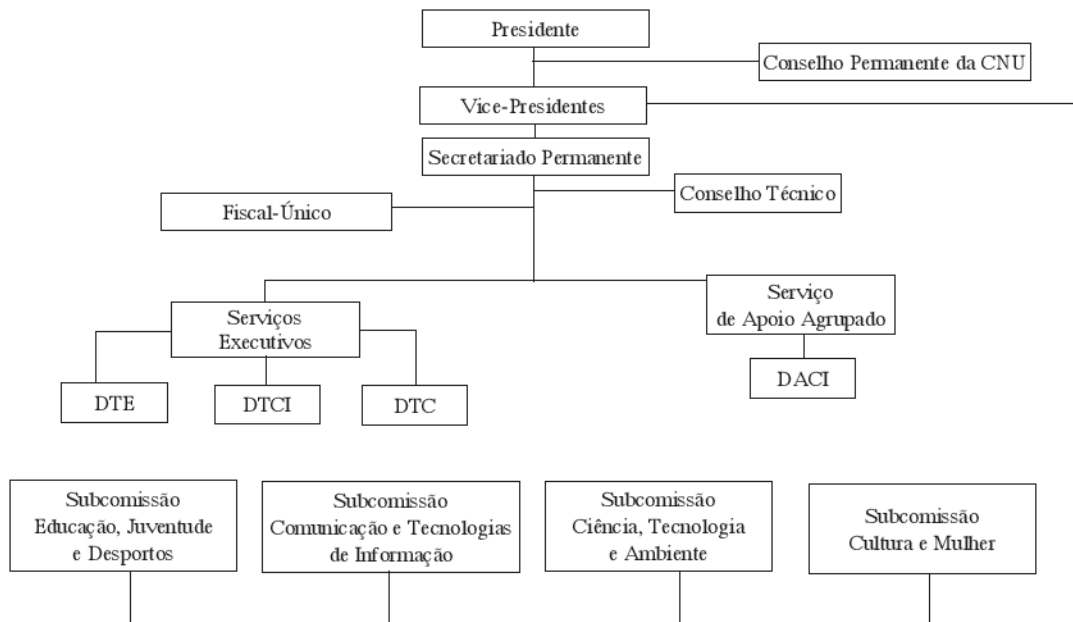 Presidente
Conselho Permanente da CNU
Vice-Presidentes
Secretariado Permanente
Conselho Técnico
Fiscal-Único
Serviço
de Apoio Agrupado
Serviços
Executivos
DACI
DTE
DTCI
DTC
Subcomissão
Educação, Juventude
e Desportos
Subcomissão
Comunicação e Tecnologias
de Informação
Subcomissão
Ciência, Tecnologia
e Ambiente
Subcomissão
Cultura e Mulher